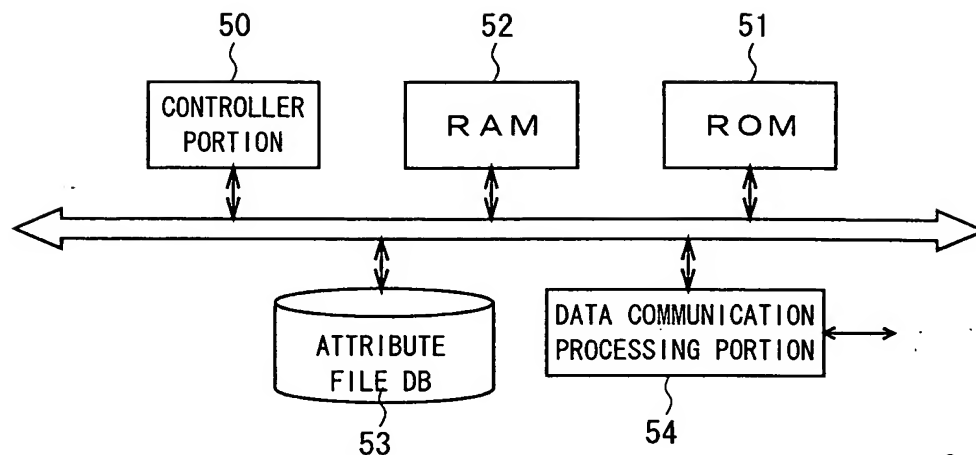 50
52
51
CONTROLLER
PORTION
RAM
ROM
ATTRIBUTE
FILE DB
DATA COMMUNICATION
PROCESSING PORTION
53
54